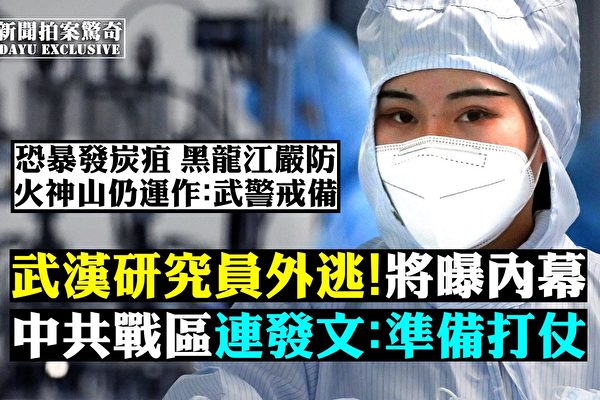 新聞拍案驚奇
DAYU EXCLUSIVE
恐暴發炭疽 黑龍江嚴防
火神山仍運作:武警戒備
武漢研究員外逃!將曝內幕
中共戰區連發文:準備打仗